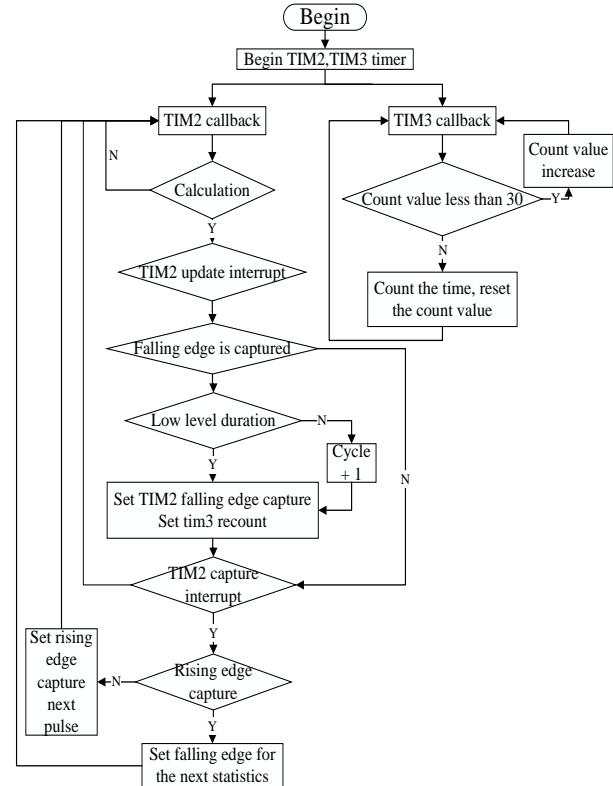 Begin
Begin TIM2,TIM3 timer
TIM2 callback
TIM3 callback
N
Count value
increase
Calculation
Count value less than 30
Y
Y
N
TIM2 update interrupt
Count the time, reset
the count value
Falling edge is captured
Low level duration
N
Cycle
+ 1
Y
N
Set TIM2 falling edge capture
Set tim3 recount
TIM2 capture
interrupt
Y
Set rising
edge
capture
next
pulse
N
Rising edge
capture
Y
Set falling edge for
the next statistics